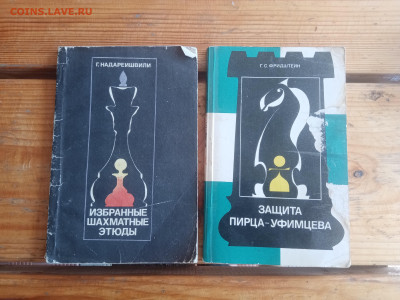 COINS.LAVE.RU
Г. НАДАРЕИШВИЛИ
ИЗБРАННЫЕ
ШАХМАТНЫЕ
ЭТЮДЫ
Г. С. ФРИДШТЕЙН
ЗАЩИТА
ПИРЦА-УФИМЦЕВА